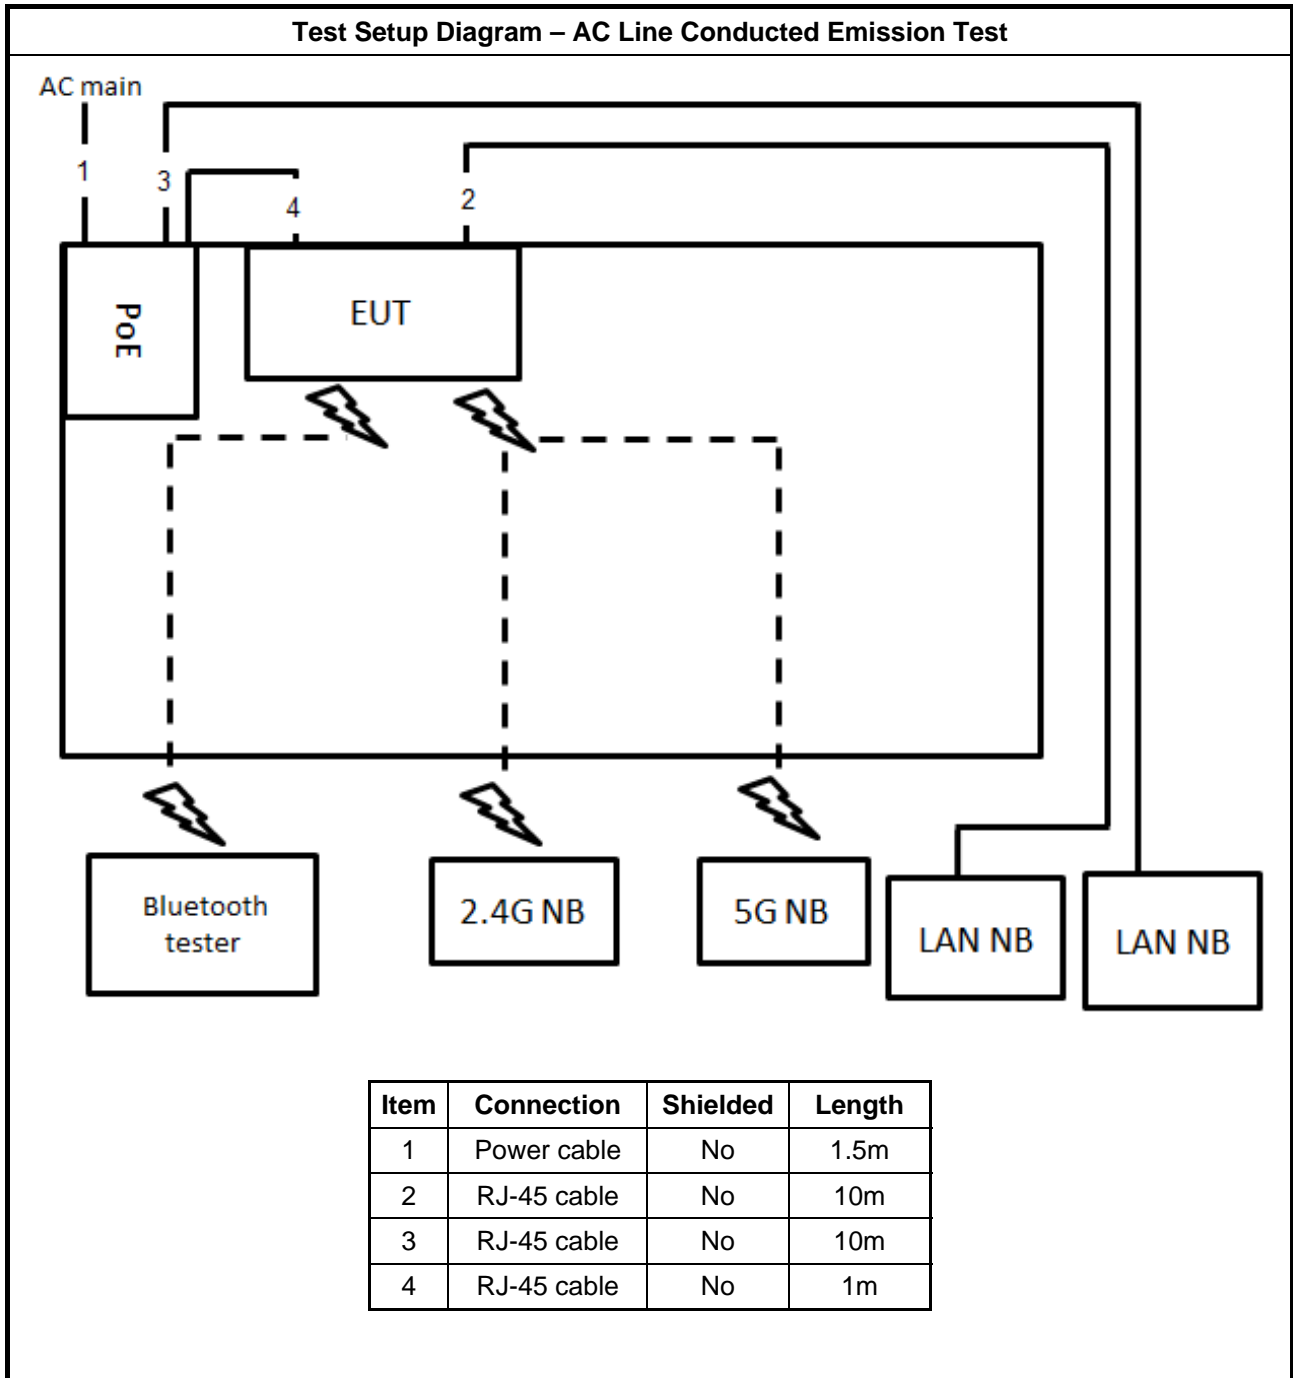 Test Setup Diagram – AC Line Conducted Emission Test
AC main
1
3
4
2
PoE
EUT
Bluetooth
tester
2.4G NB
5G NB
LAN NB
LAN NB
Item Connection Shielded Length
1 Power cable No 1.5m
2 RJ-45 cable No 10m
3 RJ-45 cable No 10m
4 RJ-45 cable No 1m